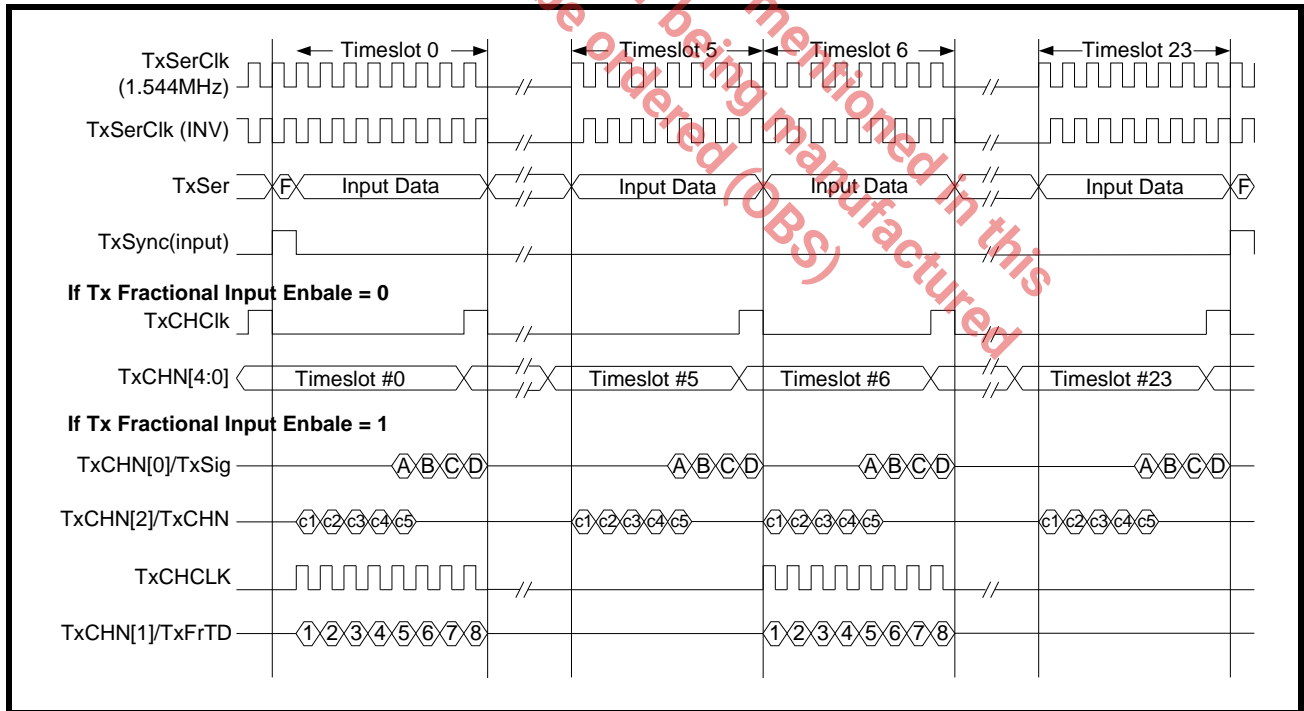 Timeslot 0 Timeslot 5 Timeslot 6 Timeslot 23
TxSerClk
(1.544MHz)
TxSerClk (INV)
TxSer F Input Data Input Data Input Data Input Data F
TxSync(input)
If Tx Fractional Input Enbale = 0
TxCHClk
TxCHN[4:0] Timeslot #0 Timeslot #5 Timeslot #6 Timeslot #23
If Tx Fractional Input Enbale = 1
TxCHN[0]/TxSig A B C D A B C D A B C D A B C D
TxCHN[2]/TxCHN c1 c2 c3 c4 c5 c1 c2 c3 c4 c5 c1 c2 c3 c4 c5 c1 c2 c3 c4 c5
TxCHCLK
TxCHN[1]/TxFrTD 1 2 3 4 5 6 7 8 1 2 3 4 5 6 7 8
mentioned in this
being manufactured
be ordered (OBS)